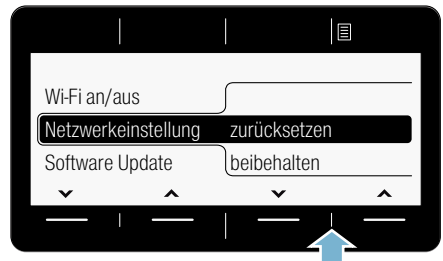 Wi-Fi an/aus
Netzwerkeinstellung zurücksetzen
Software Update beibehalten